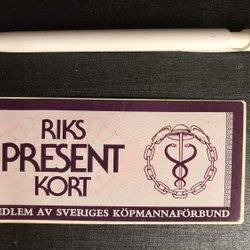 RIKS
PRESENT
KORT
EDLEM AV SVERIGES KÖPMANNAFÖRBUND